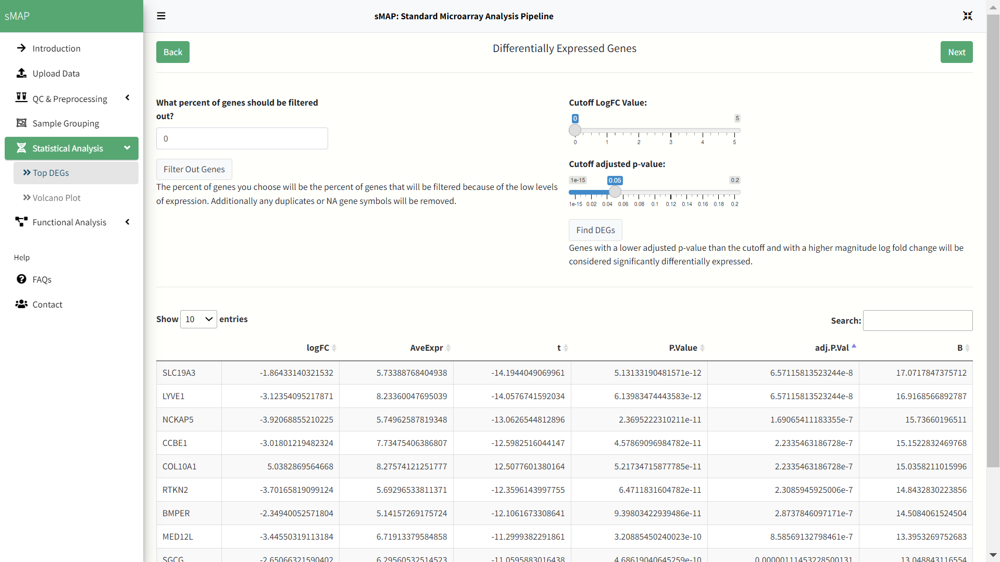 sMAP
sMAP: Standard Microarray Analysis Pipeline
Introduction
Upload Data
QC & Preprocessing
Sample Grouping
Statistical Analysis
Top DEGs
Volcano Plot
Functional Analysis
Help
FAQs
Contact
Back
Differentially Expressed Genes
Next
What percent of genes should be filtered
out?
0
Filter Out Genes
The percent of genes you choose will be the percent of genes that will be filtered because of the low levels
of expression. Additionally any duplicates or NA gene symbols will be removed.
Cutoff LogFC Value:
0 5
0 1 2 3 4 5
Cutoff adjusted p-value:
1e-15 0.05 0.2
1e-15 0.02 0.04 0.06 0.08 0.1 0.12 0.14 0.16 0.18 0.2
Find DEGs
Genes with a lower adjusted p-value than the cutoff and with a higher magnitude log fold change will be
considered significantly differentially expressed.
Show 10 entries
Search:
logFC AveExpr t P.Value adj.P.Val B
SLC19A3 -1.86433140321532 5.73388768404938 -14.1944049069961 5.13133190481571e-12 6.57115813523244e-8 17.0717847375712
LYVE1 -3.12354095217871 8.23360047695039 -14.0576741592034 6.13983474443583e-12 6.57115813523244e-8 16.9168566892787
NCKAP5 -3.92068855210225 5.74962587819348 -13.0626544812896 2.3695222310211e-11 1.69065411183355e-7 15.73660196511
CCBE1 -3.01801219482324 7.73475406386807 -12.5982516044147 4.57869096984782e-11 2.2335463186728e-7 15.1522832469768
COL10A1 5.0382869564668 8.27574121251777 12.5077601380164 5.21734715877785e-11 2.2335463186728e-7 15.0358211015996
RTKN2 -3.70165819099124 5.69296533811371 -12.3596143997755 6.4711831604782e-11 2.3085945925006e-7 14.8432830223856
BMPER -2.34940052571804 5.14157269175724 -12.1061673308641 9.39803422939486e-11 2.8737846097171e-7 14.5084061524504
MED12L -3.44550319113184 6.71913379584858 -11.2999382291861 3.20885450240023e-10 8.58569132798461e-7 13.3953269752683
SGCG -2.65066321590402 6.29560532514523 -11.0595883016438 4.68619040645259e-10 0.00000111453228500131 13.048843116554